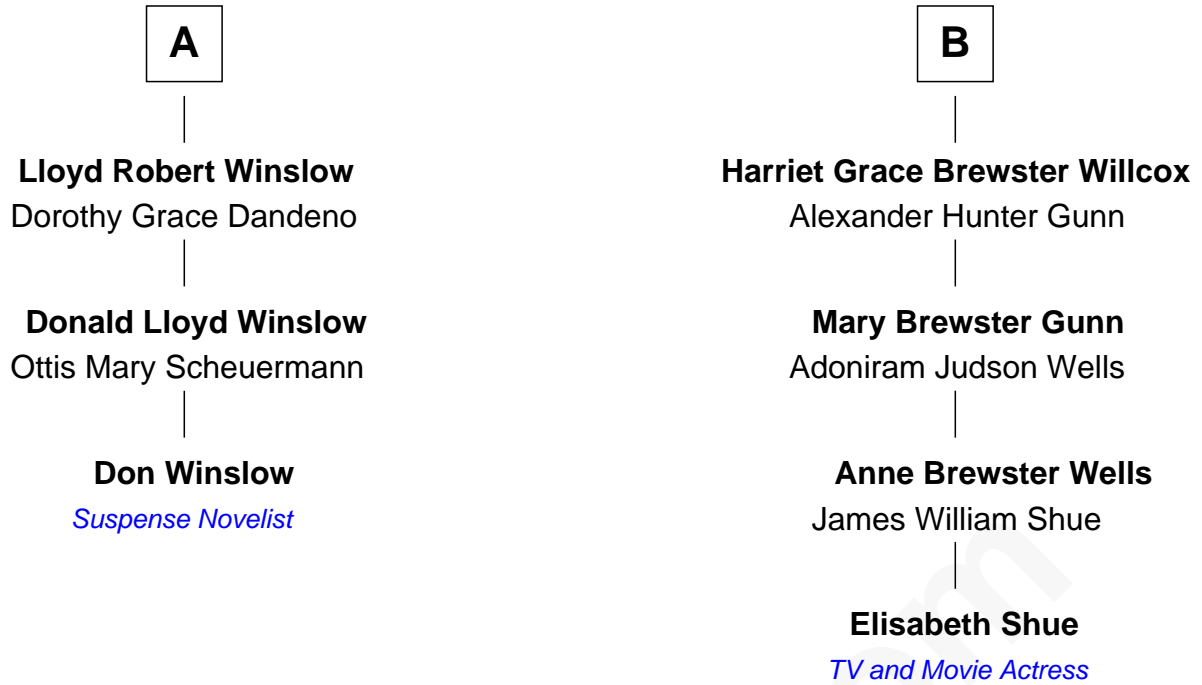 A
Lloyd Robert Winslow
Dorothy Grace Dandeno
Donald Lloyd Winslow
Ottis Mary Scheuermann
Don Winslow
Suspense Novelist
B
Harriet Grace Brewster Willcox
Alexander Hunter Gunn
Mary Brewster Gunn
Adoniram Judson Wells
Anne Brewster Wells
James William Shue
Elisabeth Shue
TV and Movie Actress